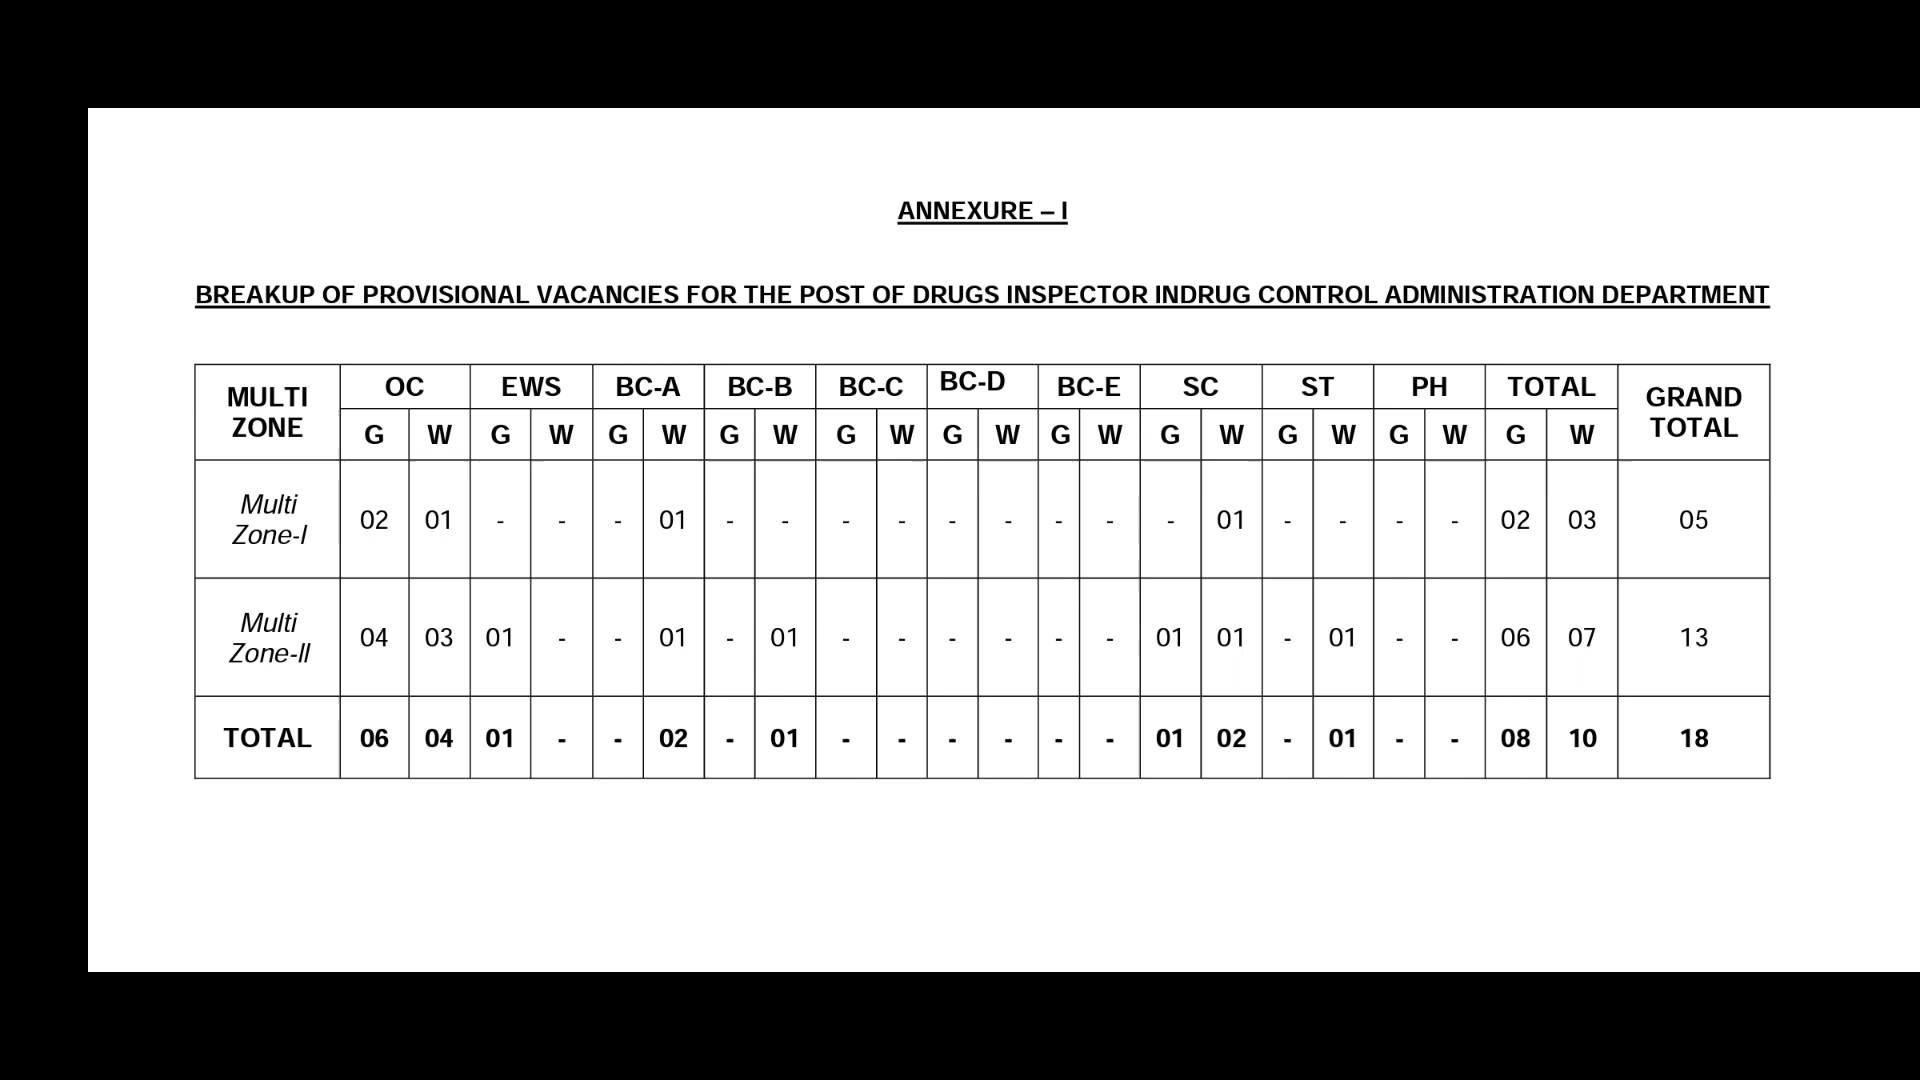 ANNEXURE – I
BREAKUP OF PROVISIONAL VACANCIES FOR THE POST OF DRUGS INSPECTOR INDRUG CONTROL ADMINISTRATION DEPARTMENT
MULTI ZONE OC EWS BC-A BC-B BC-C BC-D BC-E SC ST PH TOTAL GRAND TOTAL
G W G W G W G W G W G W G W G W G W G W G W
Multi Zone-I 02 01 - - - 01 - - - - - - - - - 01 - - - - 02 03 05
Multi Zone-II 04 03 01 - - 01 - 01 - - - - - - 01 01 - 01 - - 06 07 13
TOTAL 06 04 01 - - 02 - 01 - - - - - - 01 02 - 01 - - 08 10 18